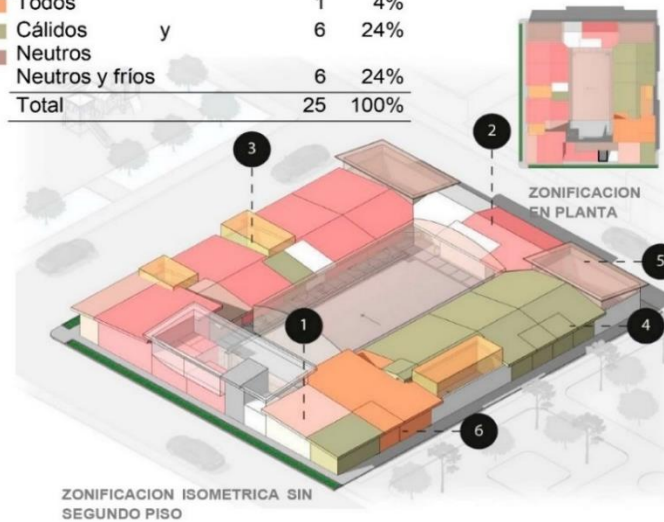 Todos 1 4%
Cálidos y 6 24%
Neutros
Neutros y fríos 6 24%
Total 25 100%
2
3
ZONIFICACION
EN PLANTA
5
1
4
6
ZONIFICACION ISOMETRICA SIN
SEGUNDO PISO